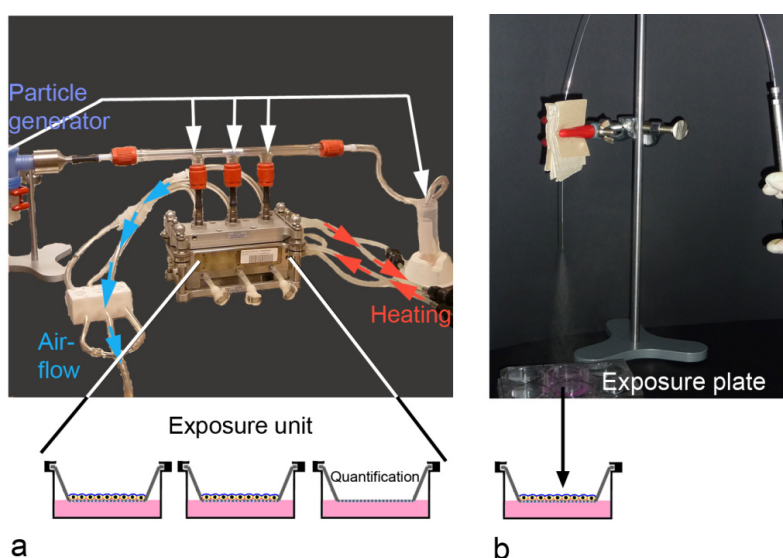 Particle
generator
Heating
Air-
flow
Exposure plate
Exposure unit
Quantification
a
b